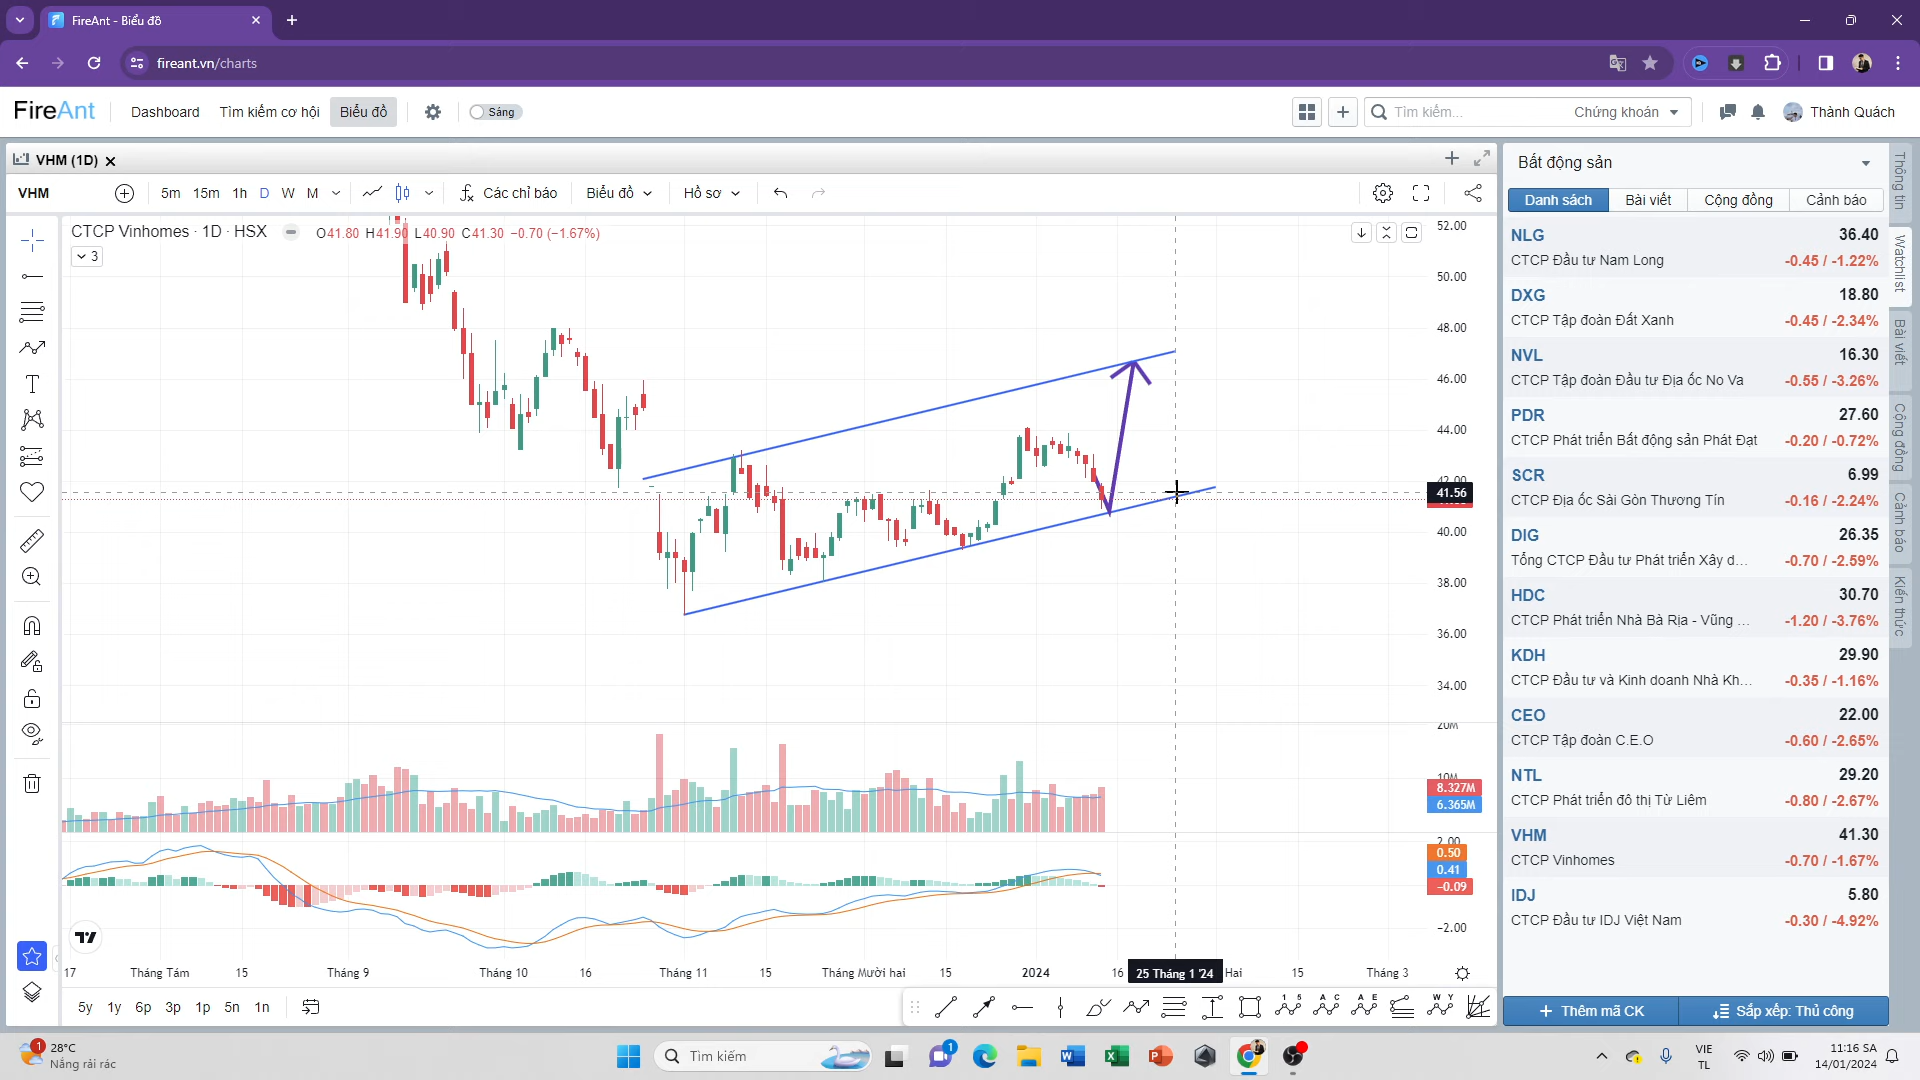 FireAnt - Biểu đồ
fireant.vn/charts
FireAnt
Dashboard
Tìm kiếm cơ hội
Biểu đồ
Sáng
Tìm kiếm...
Chứng khoán
Thành Quách
VHM (1D)
VHM
5m 15m 1h D W M
Các chỉ báo
Biểu đồ
Hồ sơ
CTCP Vinhomes · 1D · HSX
O41.80 H41.90 L40.90 C41.30 −0.70 (−1.67%)
3
52.00
50.00
48.00
46.00
44.00
42.00
41.56
40.00
38.00
36.00
34.00
20M
10M
8.327M
6.365M
2.00
0.50
0.41
−0.09
−2.00
17 Tháng Tám 15 Tháng 9 Tháng 10 16 Tháng 11 15 Tháng Mười hai 15 2024 16 25 Tháng 1 '24 Hai 15 Tháng 3
5y 1y 6p 3p 1p 5n 1n
Bất động sản
Danh sách
Bài viết
Cộng đồng
Cảnh báo
NLG 36.40
CTCP Đầu tư Nam Long -0.45 / -1.22%
DXG 18.80
CTCP Tập đoàn Đất Xanh -0.45 / -2.34%
NVL 16.30
CTCP Tập đoàn Đầu tư Địa ốc No Va -0.55 / -3.26%
PDR 27.60
CTCP Phát triển Bất động sản Phát Đạt -0.20 / -0.72%
SCR 6.99
CTCP Địa ốc Sài Gòn Thương Tín -0.16 / -2.24%
DIG 26.35
Tổng CTCP Đầu tư Phát triển Xây d... -0.70 / -2.59%
HDC 30.70
CTCP Phát triển Nhà Bà Rịa - Vũng ... -1.20 / -3.76%
KDH 29.90
CTCP Đầu tư và Kinh doanh Nhà Kh... -0.35 / -1.16%
CEO 22.00
CTCP Tập đoàn C.E.O -0.60 / -2.65%
NTL 29.20
CTCP Phát triển đô thị Từ Liêm -0.80 / -2.67%
VHM 41.30
CTCP Vinhomes -0.70 / -1.67%
IDJ 5.80
CTCP Đầu tư IDJ Việt Nam -0.30 / -4.92%
Thêm mã CK
Sắp xếp: Thủ công
Thông tin
Watchlist
Bài viết
Cộng đồng
Cảnh báo
Kiến thức
1
28°C
Nắng rải rác
Tìm kiếm
1
VIE
TL
11:16 SA
14/01/2024